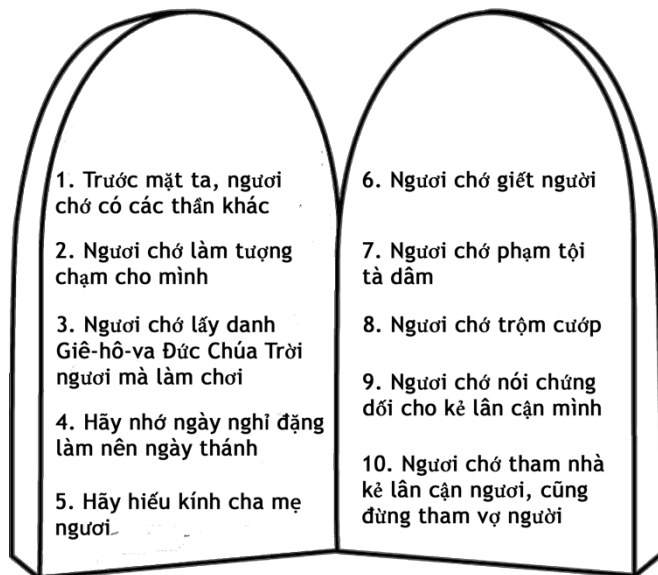 1. Trước mặt ta, ngươi
chớ có các thần khác
2. Ngươi chớ làm tượng
chạm cho mình
3. Ngươi chớ lấy danh
Giê-hô-va Đức Chúa Trời
ngươi mà làm chơi
4. Hãy nhớ ngày nghỉ đặng
làm nên ngày thánh
5. Hãy hiếu kính cha mẹ
ngươi
6. Ngươi chớ giết người
7. Ngươi chớ phạm tội
tà dâm
8. Ngươi chớ trộm cướp
9. Ngươi chớ nói chứng
dối cho kẻ lân cận mình
10. Ngươi chớ tham nhà
kẻ lân cận ngươi, cũng
đừng tham vợ người